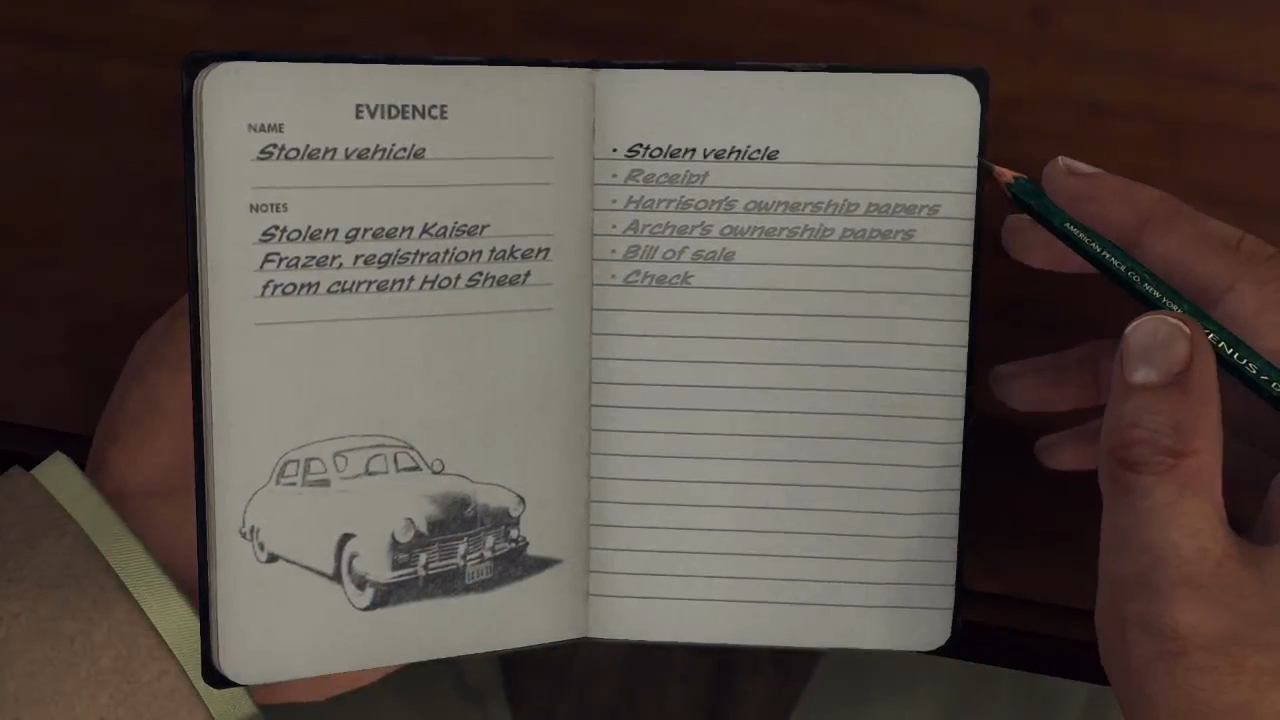 EVIDENCE
NAME
Stolen vehicle
NOTES
Stolen green Kaiser
Frazer, registration taken
from current Hot Sheet
· Stolen vehicle
· Receipt
· Harrison's ownership papers
· Archer's ownership papers
· Bill of sale
· Check
AMERICAN PENCIL CO. NEW YORK
VENUS